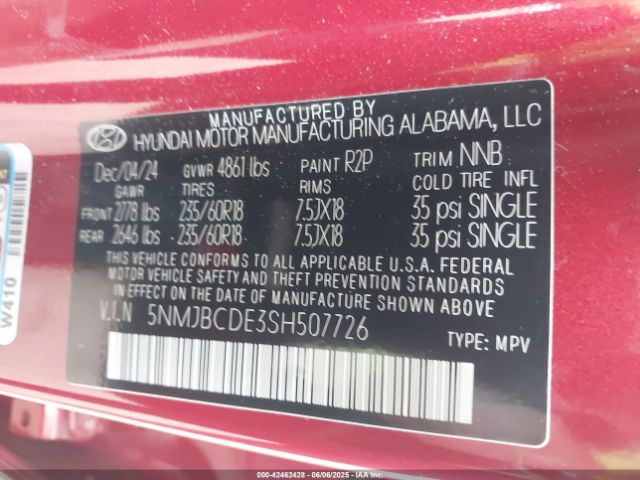 MANUFACTURED BY
HYUNDAI MOTOR MANUFACTURING ALABAMA, LLC
Dec/04/24 GVWR 4861 lbs PAINT R2P TRIM NNB
GAWR TIRES RIMS COLD TIRE INFL
FRONT 2778 lbs 235/60R18 7.5JX18 35 psi SINGLE
REAR 2646 lbs 235/60R18 7.5JX18 35 psi SINGLE
THIS VEHICLE CONFORMS TO ALL APPLICABLE U.S.A. FEDERAL
MOTOR VEHICLE SAFETY AND THEFT PREVENTION STANDARDS
IN EFFECT ON THE DATE OF MANUFACTURE SHOWN ABOVE.
V.I.N 5NMJBCDE3SH507726
TYPE: MPV
W410
000-42462428 06/06/2025 IAA Inc. All Rights Reserved